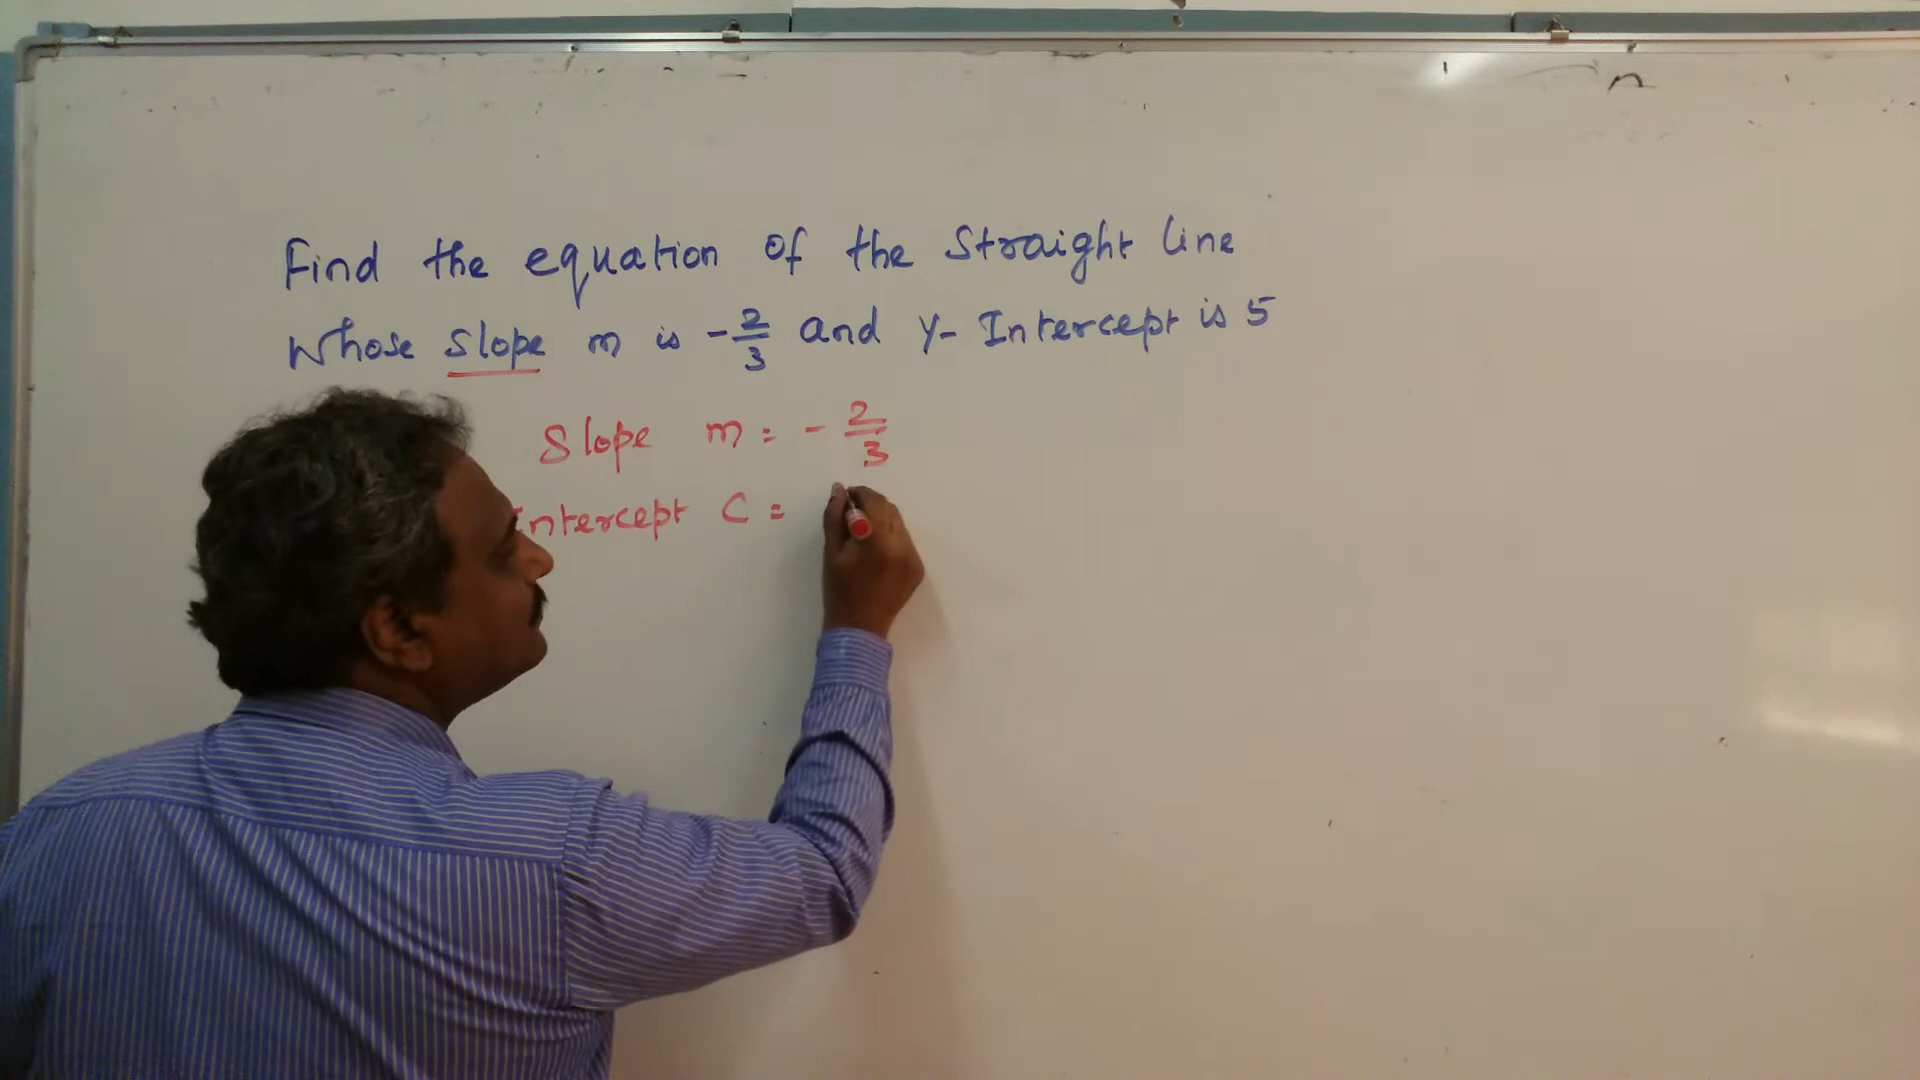 Find the equation of the Straight line
Whose Slope m is -2/3 and Y- Intercept is 5
Slope m = - 2/3
Intercept C =